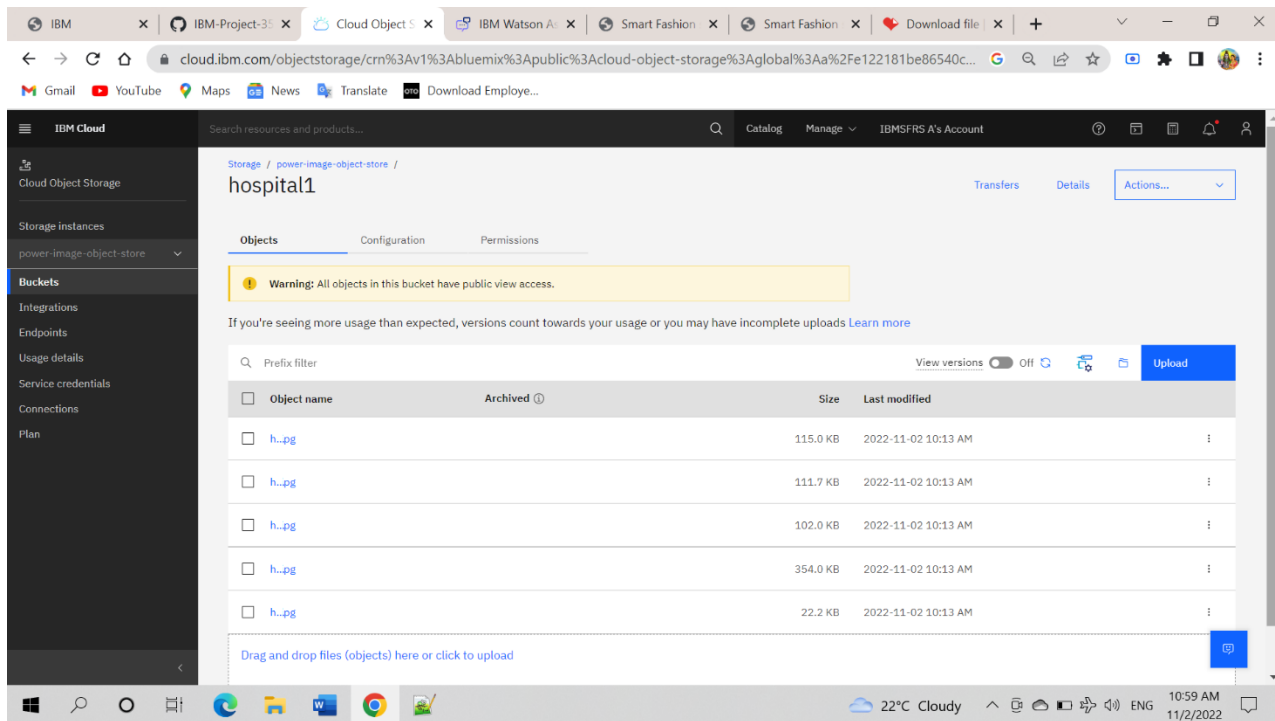 IBM
IBM-Project-35
Cloud Object S
IBM Watson As
Smart Fashion
Smart Fashion
Download file |
cloud.ibm.com/objectstorage/crn%3Av1%3Abluemix%3Apublic%3Acloud-object-storage%3Aglobal%3Aa%2Fe122181be86540c...
Gmail
YouTube
Maps
News
Translate
Download Employe...
IBM Cloud
Search resources and products...
Catalog
Manage
IBMSFRS A's Account
Cloud Object Storage
Storage instances
power-image-object-store
Buckets
Integrations
Endpoints
Usage details
Service credentials
Connections
Plan
Storage / power-image-object-store /
hospital1
Transfers
Details
Actions...
Objects
Configuration
Permissions
Warning: All objects in this bucket have public view access.
If you're seeing more usage than expected, versions count towards your usage or you may have incomplete uploads Learn more
Prefix filter
View versions
Off
Upload
Object name
Archived
Size
Last modified
h...pg 115.0 KB 2022-11-02 10:13 AM
h...pg 111.7 KB 2022-11-02 10:13 AM
h...pg 102.0 KB 2022-11-02 10:13 AM
h...pg 354.0 KB 2022-11-02 10:13 AM
h...pg 22.2 KB 2022-11-02 10:13 AM
Drag and drop files (objects) here or click to upload
22°C Cloudy
ENG
10:59 AM
11/2/2022